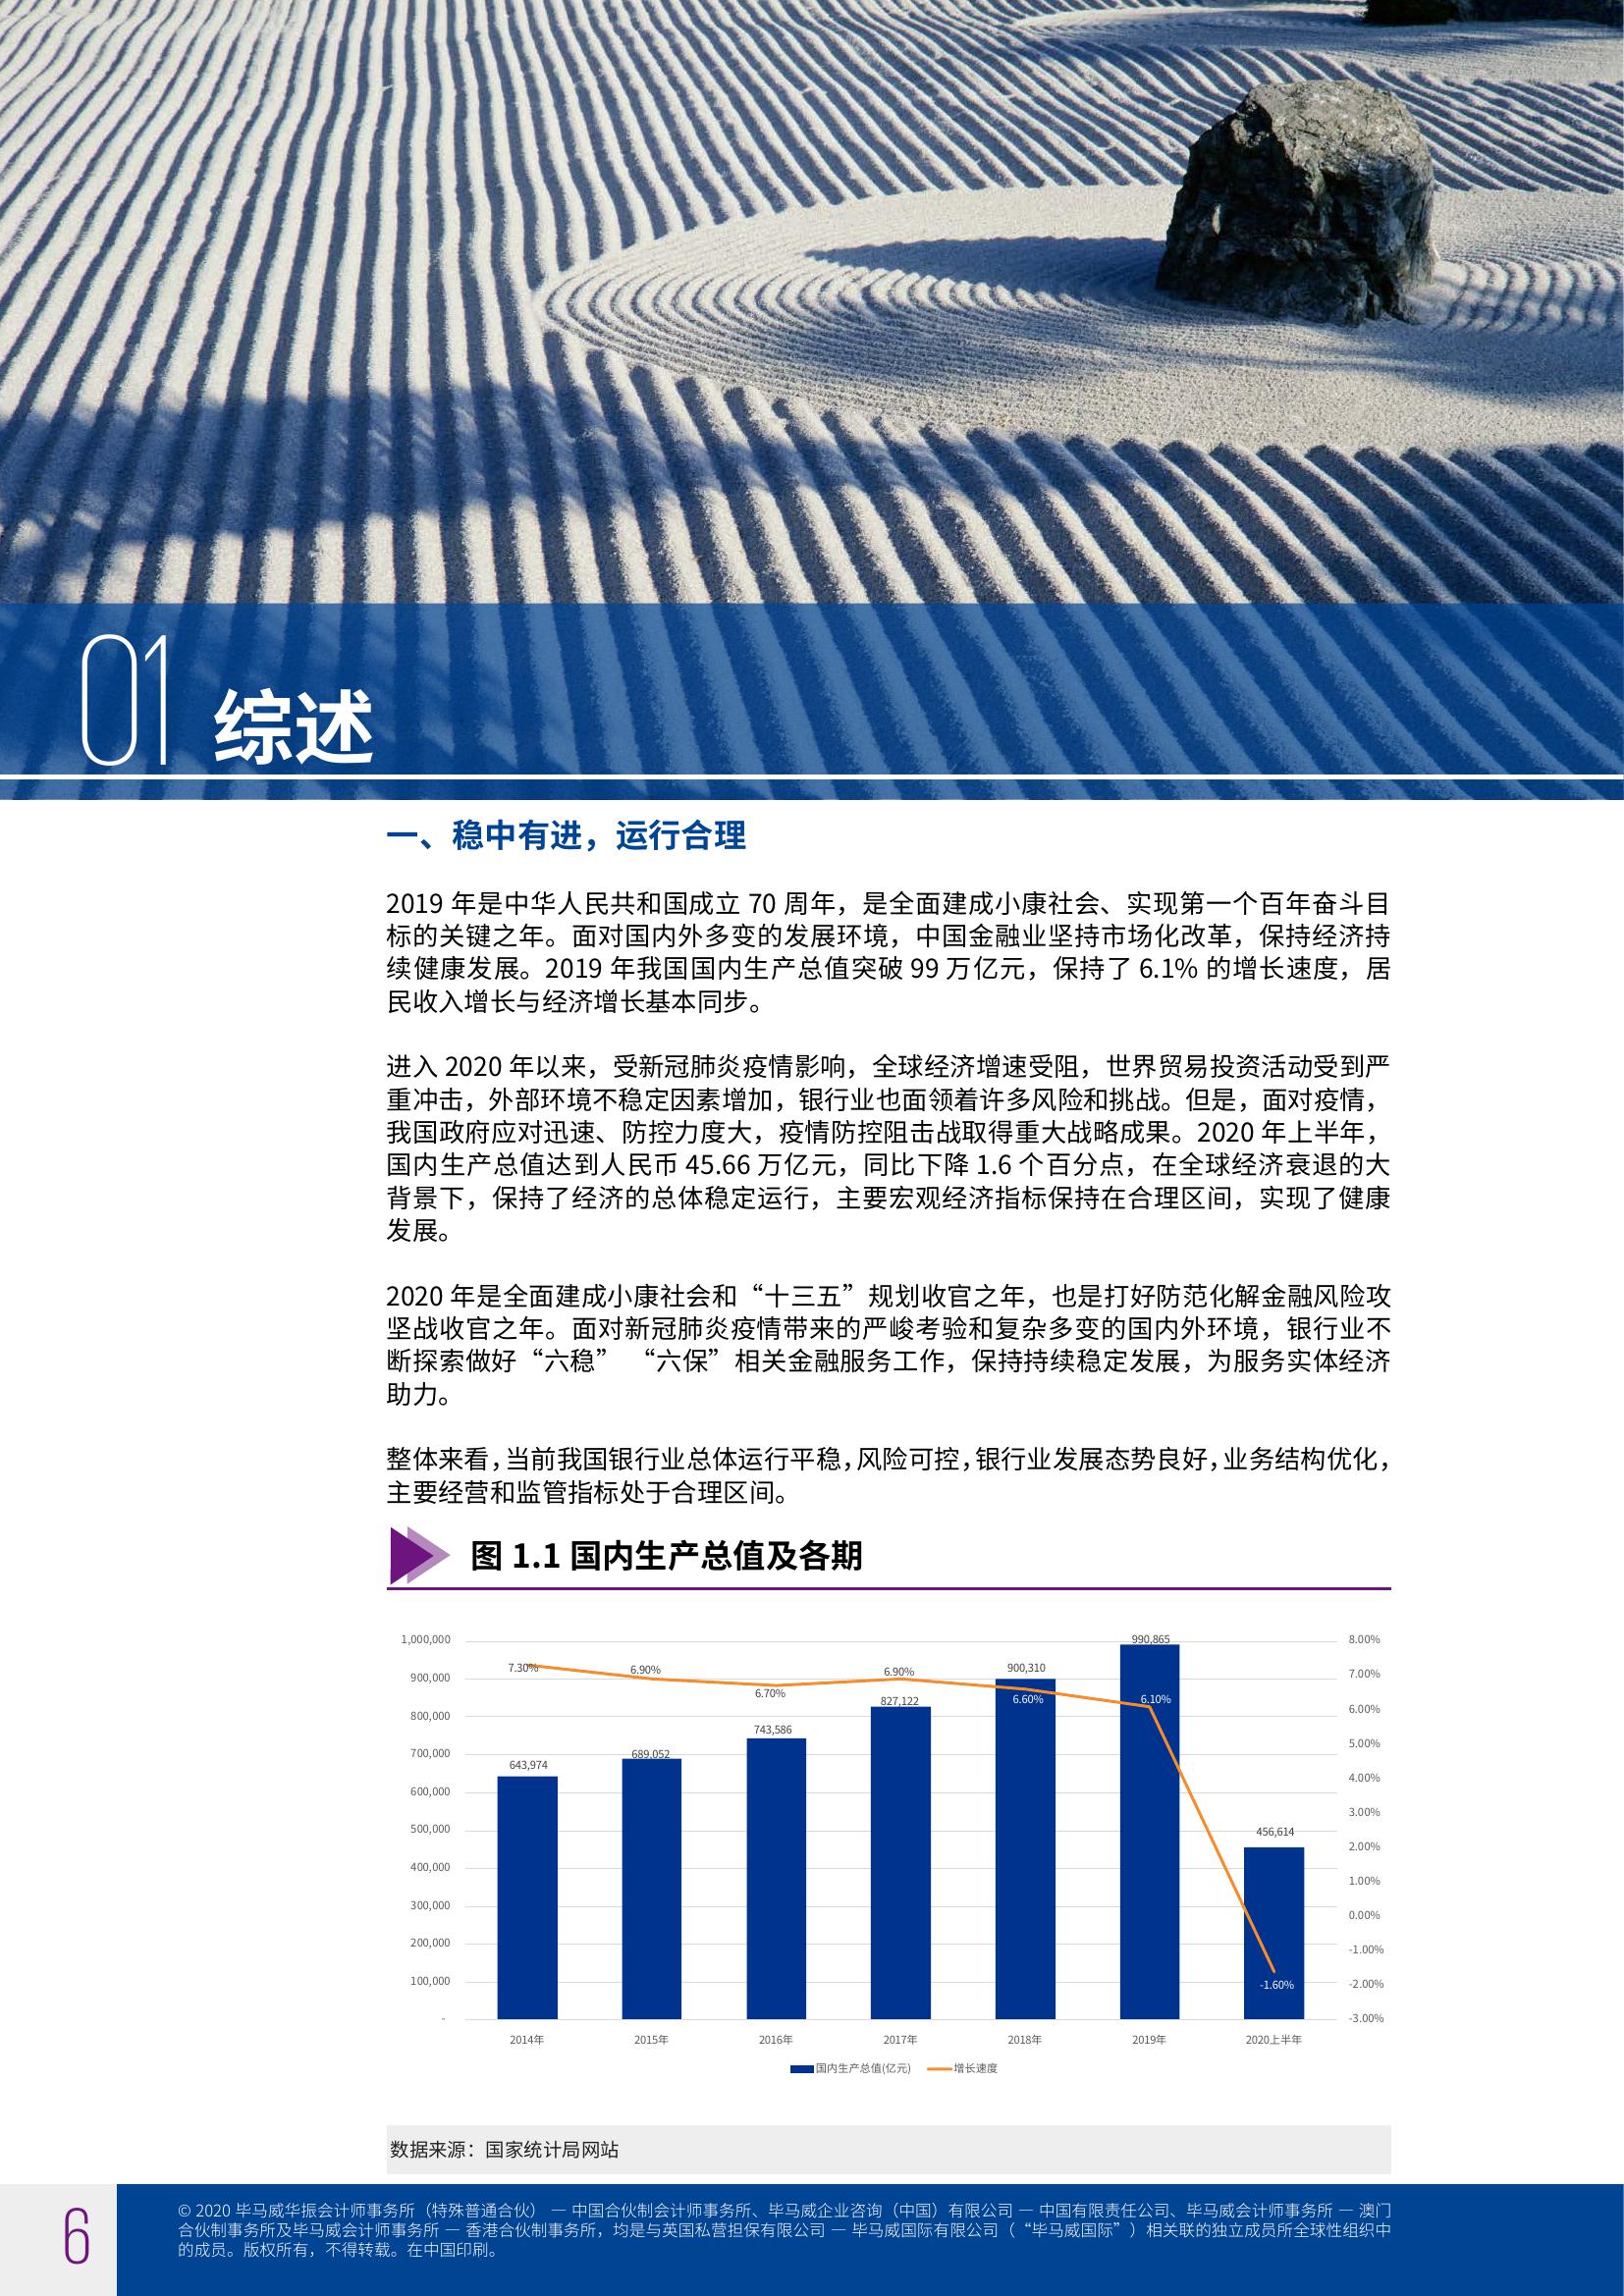 01 综述
一、稳中有进，运行合理
2019 年是中华人民共和国成立 70 周年，是全面建成小康社会、实现第一个百年奋斗目
标的关键之年。面对国内外多变的发展环境，中国金融业坚持市场化改革，保持经济持
续健康发展。2019 年我国国内生产总值突破 99 万亿元，保持了 6.1% 的增长速度，居
民收入增长与经济增长基本同步。
进入 2020 年以来，受新冠肺炎疫情影响，全球经济增速受阻，世界贸易投资活动受到严
重冲击，外部环境不稳定因素增加，银行业也面领着许多风险和挑战。但是，面对疫情，
我国政府应对迅速、防控力度大，疫情防控阻击战取得重大战略成果。2020 年上半年，
国内生产总值达到人民币 45.66 万亿元，同比下降 1.6 个百分点，在全球经济衰退的大
背景下，保持了经济的总体稳定运行，主要宏观经济指标保持在合理区间，实现了健康
发展。
2020 年是全面建成小康社会和“十三五”规划收官之年，也是打好防范化解金融风险攻
坚战收官之年。面对新冠肺炎疫情带来的严峻考验和复杂多变的国内外环境，银行业不
断探索做好“六稳” “六保”相关金融服务工作，保持持续稳定发展，为服务实体经济
助力。
整体来看，当前我国银行业总体运行平稳，风险可控，银行业发展态势良好，业务结构优化，
主要经营和监管指标处于合理区间。
图 1.1 国内生产总值及各期
1,000,000 990,865 8.00%
900,000 7.30% 6.90% 6.70% 6.90% 900,310 7.00%
800,000 827,122 6.60% 6.10% 6.00%
700,000 643,974 689,052 743,586 5.00%
600,000 4.00%
500,000 456,614 3.00%
400,000 2.00%
300,000 1.00%
200,000 0.00%
100,000 -1.00%
-1.60% -2.00%
- -3.00%
2014年 2015年 2016年 2017年 2018年 2019年 2020上半年
国内生产总值(亿元) 增长速度
数据来源：国家统计局网站
6
© 2020 毕马威华振会计师事务所（特殊普通合伙） — 中国合伙制会计师事务所、毕马威企业咨询（中国）有限公司 — 中国有限责任公司、毕马威会计师事务所 — 澳门
合伙制事务所及毕马威会计师事务所 — 香港合伙制事务所，均是与英国私营担保有限公司 — 毕马威国际有限公司（“毕马威国际”）相关联的独立成员所全球性组织中
的成员。版权所有，不得转载。在中国印刷。